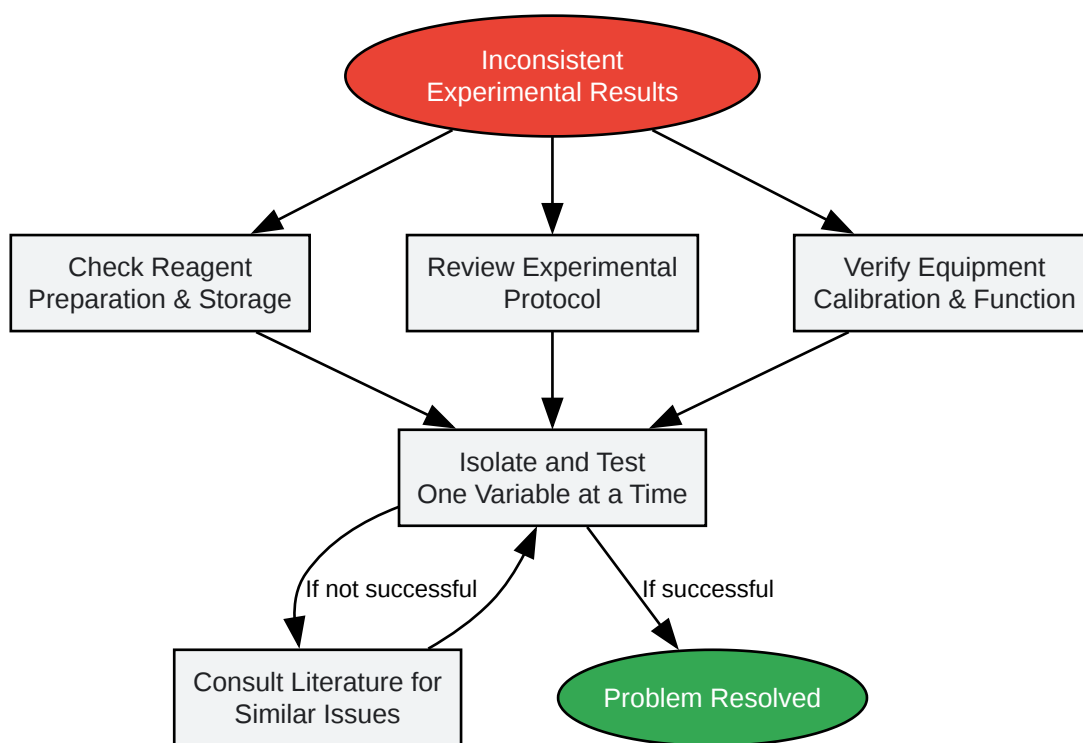 Inconsistent
Experimental Results
Check Reagent
Preparation & Storage
Review Experimental
Protocol
Verify Equipment
Calibration & Function
Isolate and Test
One Variable at a Time
If not successful
If successful
Consult Literature for
Similar Issues
Problem Resolved